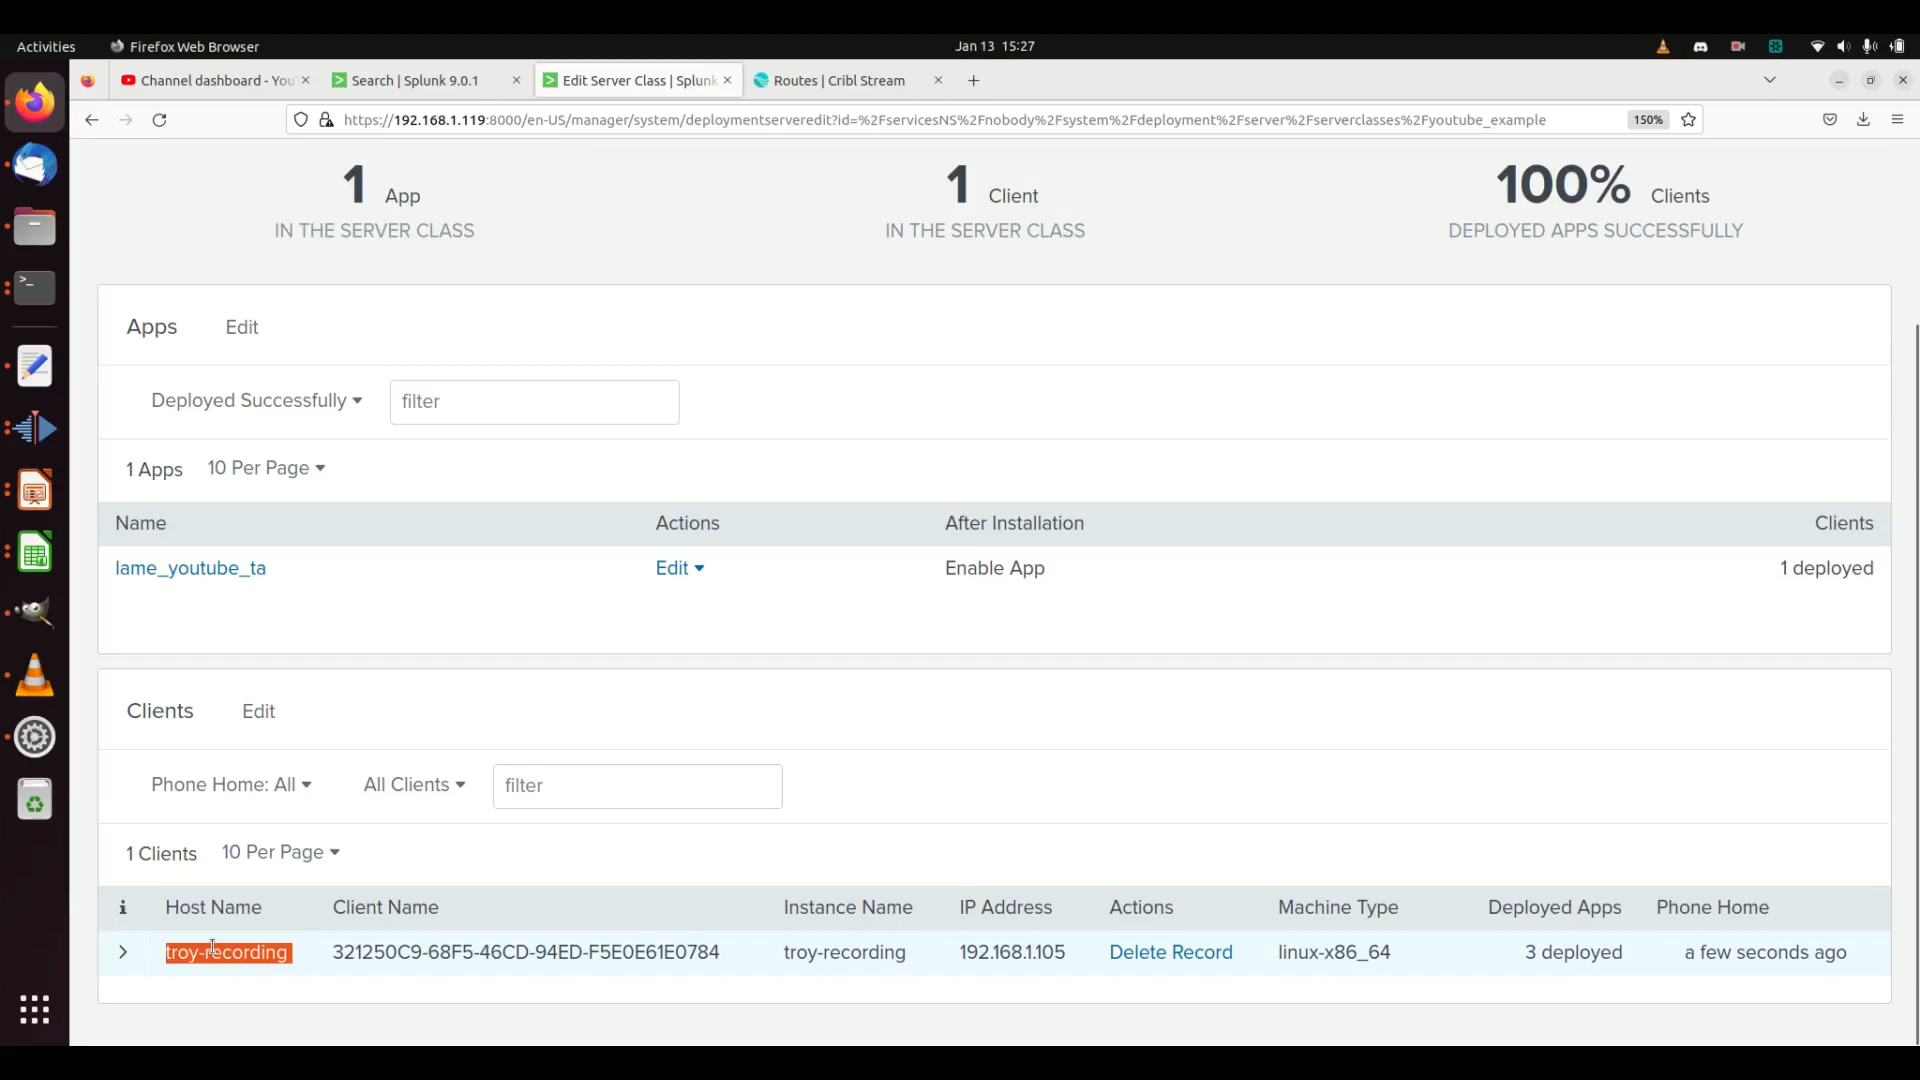 Activities Firefox Web Browser Jan 13 15:27
Channel dashboard - You Search | Splunk 9.0.1 Edit Server Class | Splunk Routes | Cribl Stream
https://192.168.1.119:8000/en-US/manager/system/deploymentserveredit?id=%2FservicesNS%2Fnobody%2Fsystem%2Fdeployment%2Fserver%2Fserverclasses%2Fyoutube_example 150%
1 App 1 Client 100% Clients
IN THE SERVER CLASS IN THE SERVER CLASS DEPLOYED APPS SUCCESSFULLY
Apps Edit
Deployed Successfully filter
1 Apps 10 Per Page
Name Actions After Installation Clients
lame_youtube_ta Edit Enable App 1 deployed
Clients Edit
Phone Home: All All Clients filter
1 Clients 10 Per Page
i Host Name Client Name Instance Name IP Address Actions Machine Type Deployed Apps Phone Home
troy-recording 321250C9-68F5-46CD-94ED-F5E0E61E0784 troy-recording 192.168.1.105 Delete Record linux-x86_64 3 deployed a few seconds ago